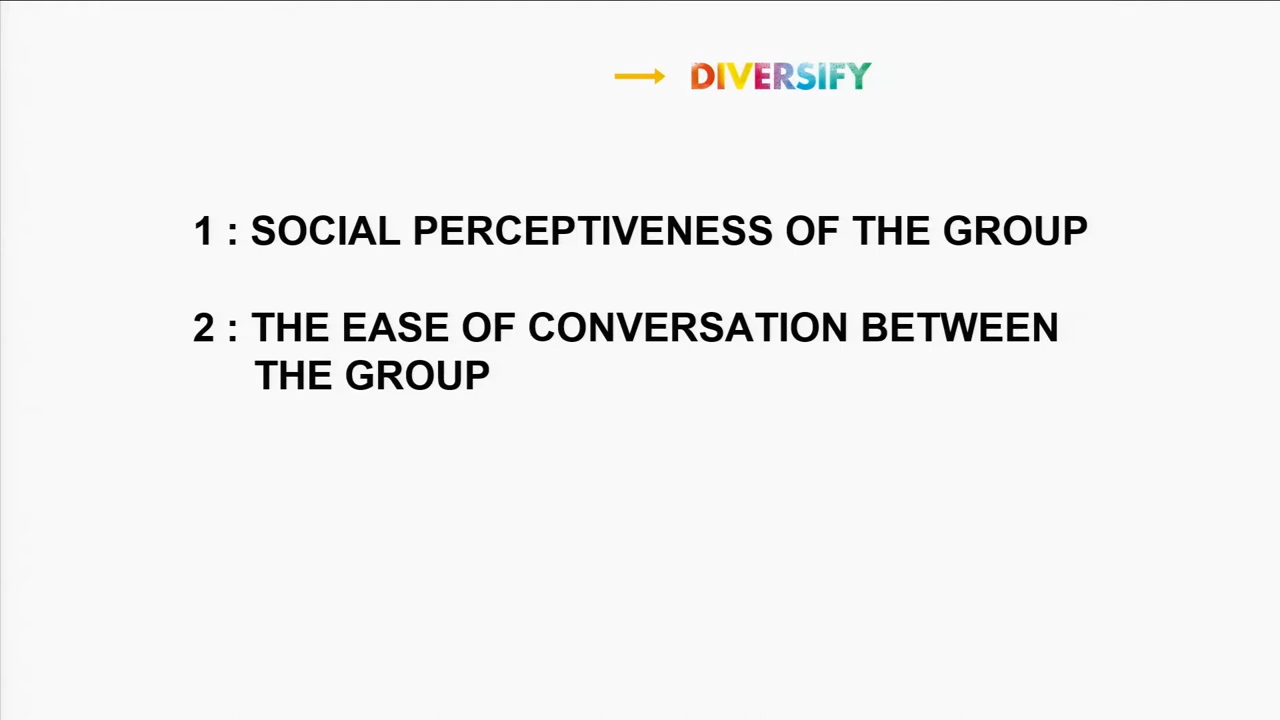 DIVERSIFY
1 : SOCIAL PERCEPTIVENESS OF THE GROUP
2 : THE EASE OF CONVERSATION BETWEEN
THE GROUP